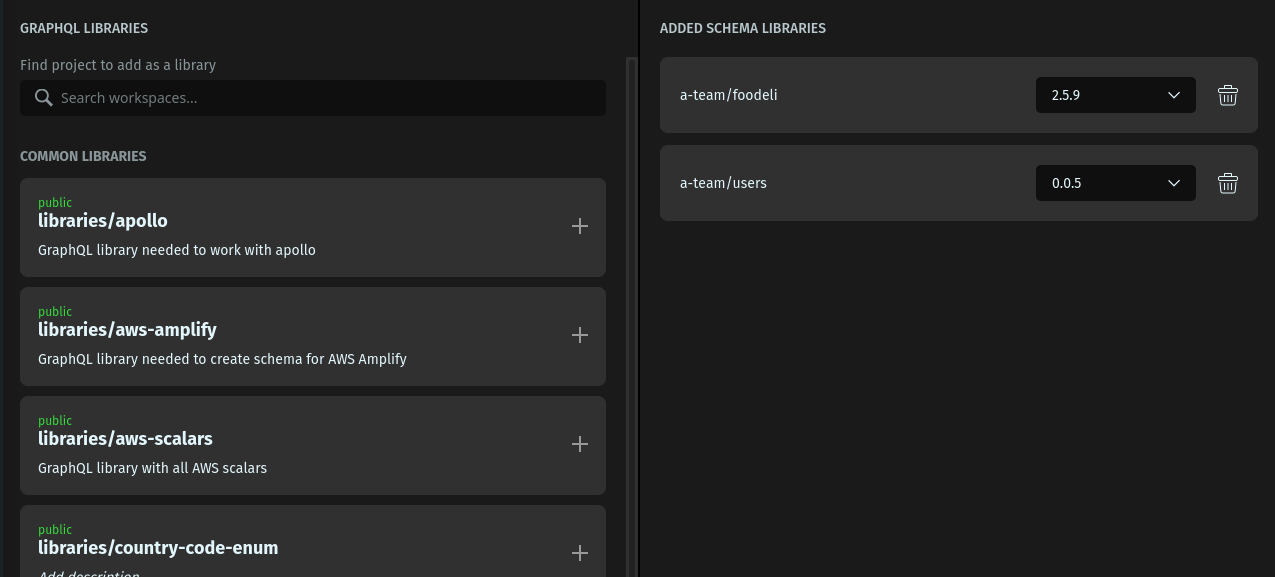 GRAPHQL LIBRARIES
Find project to add as a library
Search workspaces...
COMMON LIBRARIES
public
libraries/apollo
GraphQL library needed to work with apollo
public
libraries/aws-amplify
GraphQL library needed to create schema for AWS Amplify
public
libraries/aws-scalars
GraphQL library with all AWS scalars
public
libraries/country-code-enum
Add description
ADDED SCHEMA LIBRARIES
a-team/foodeli 2.5.9
a-team/users 0.0.5